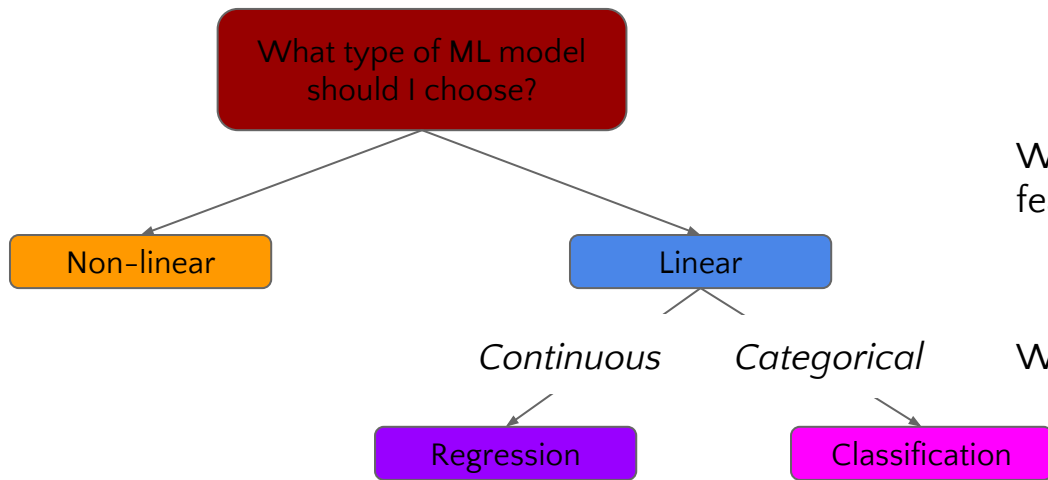 What type of ML model
should I choose?
Non-linear
Linear
Continuous
Categorical
Regression
Classification